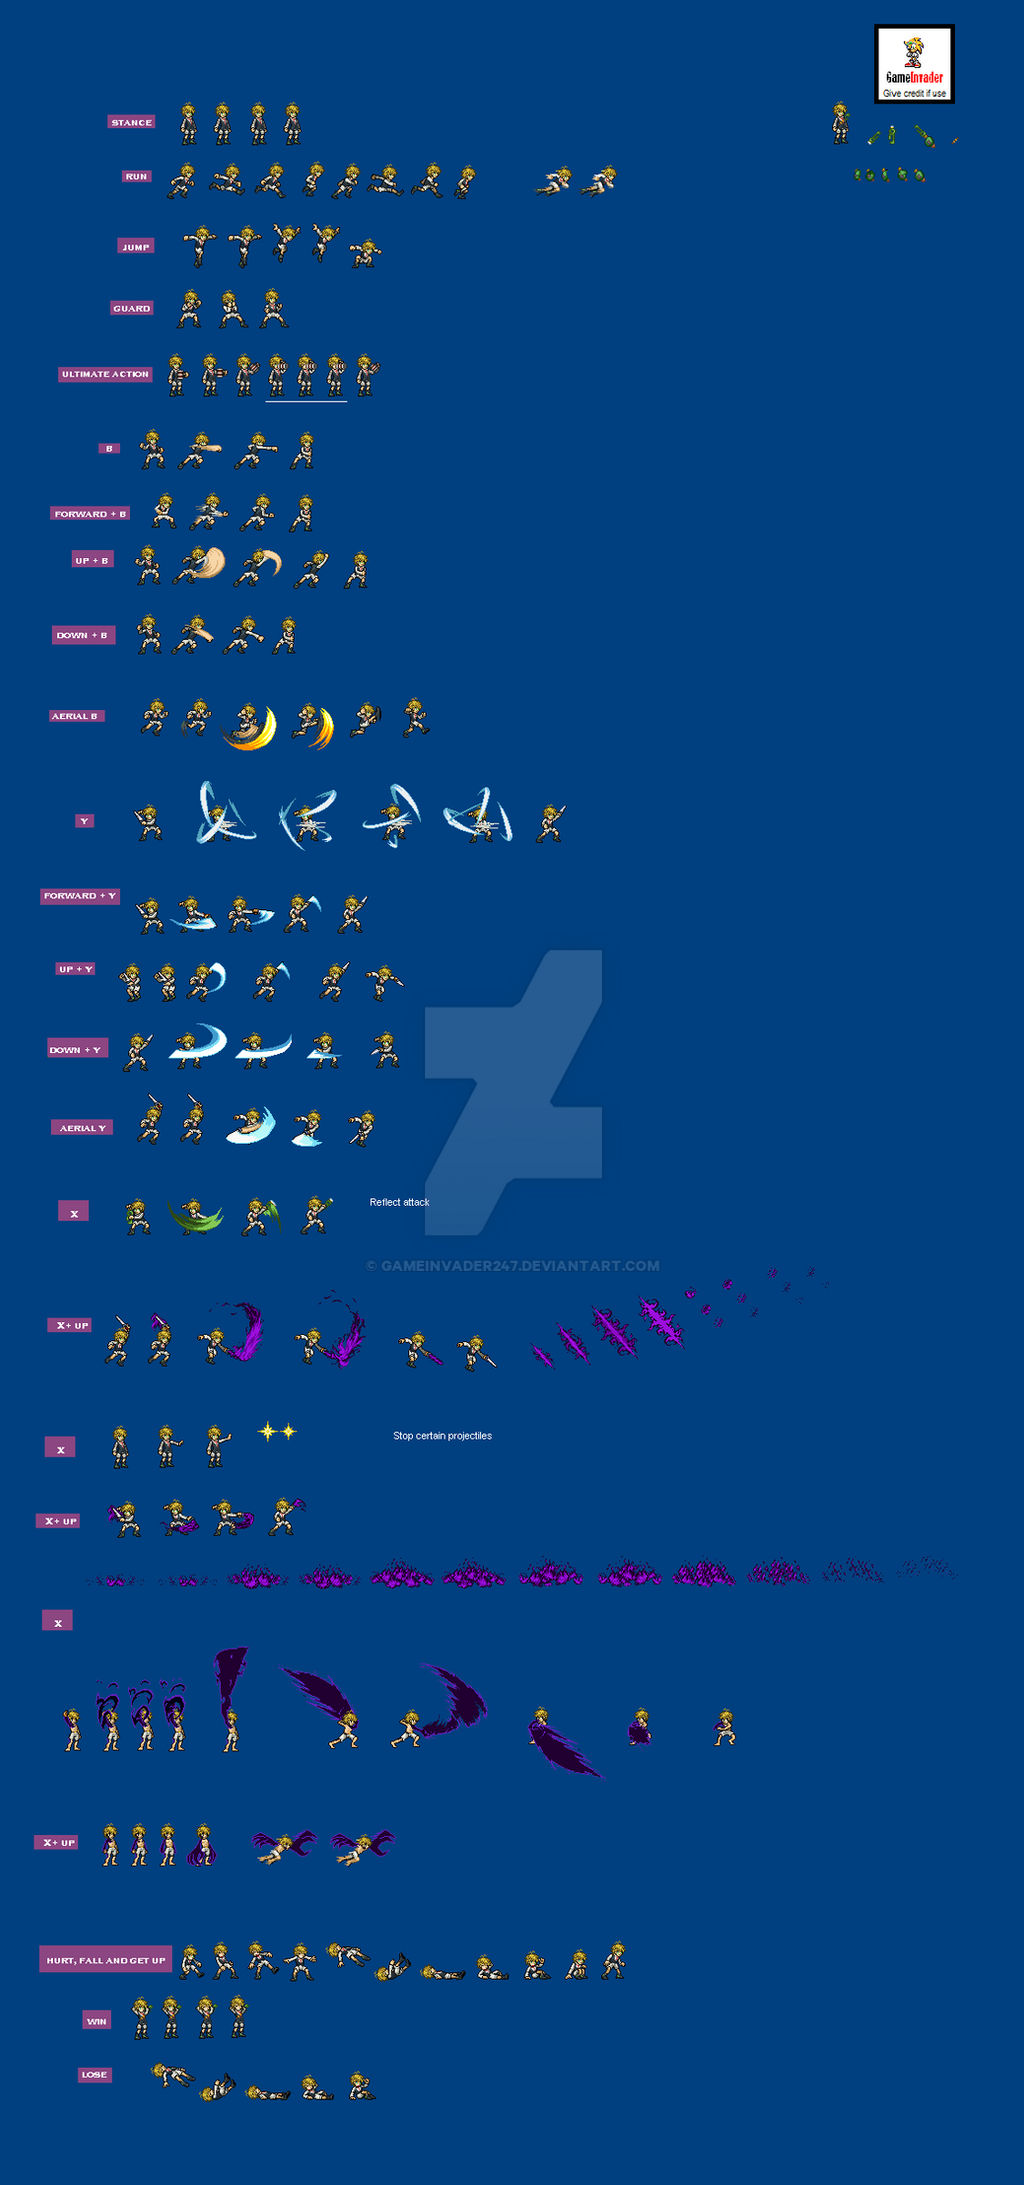 GameInvader
Give credit if use
STANCE
RUN
JUMP
GUARD
ULTIMATE ACTION
B
FORWARD + B
UP + B
DOWN + B
AERIAL B
Y
FORWARD + Y
UP + Y
DOWN + Y
AERIAL Y
X
Reflect attack
© GAMEINVADER247.DEVIANTART.COM
X+ UP
X
Stop certain projectiles
X+ UP
X
X+ UP
HURT, FALL AND GET UP
WIN
LOSE